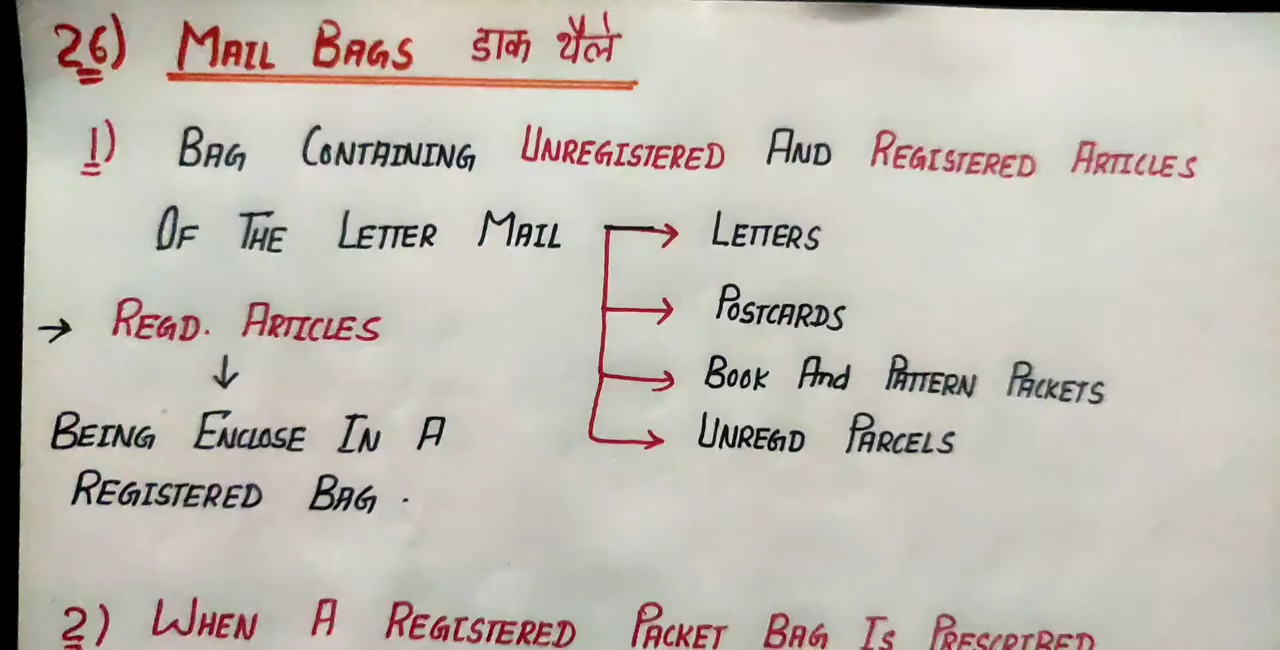 26) MAIL BAGS डाक थैले
1) BAG CONTAINING UNREGISTERED AND REGISTERED ARTICLES
OF THE LETTER MAIL → LETTERS
→ POSTCARDS
→ REGD. ARTICLES
→ BOOK And PATTERN PACKETS
↓
BEING ENCLOSE IN A
→ UNREGD PARCELS
REGISTERED BAG.
2) WHEN A REGISTERED PACKET BAG IS PRESCRIBED